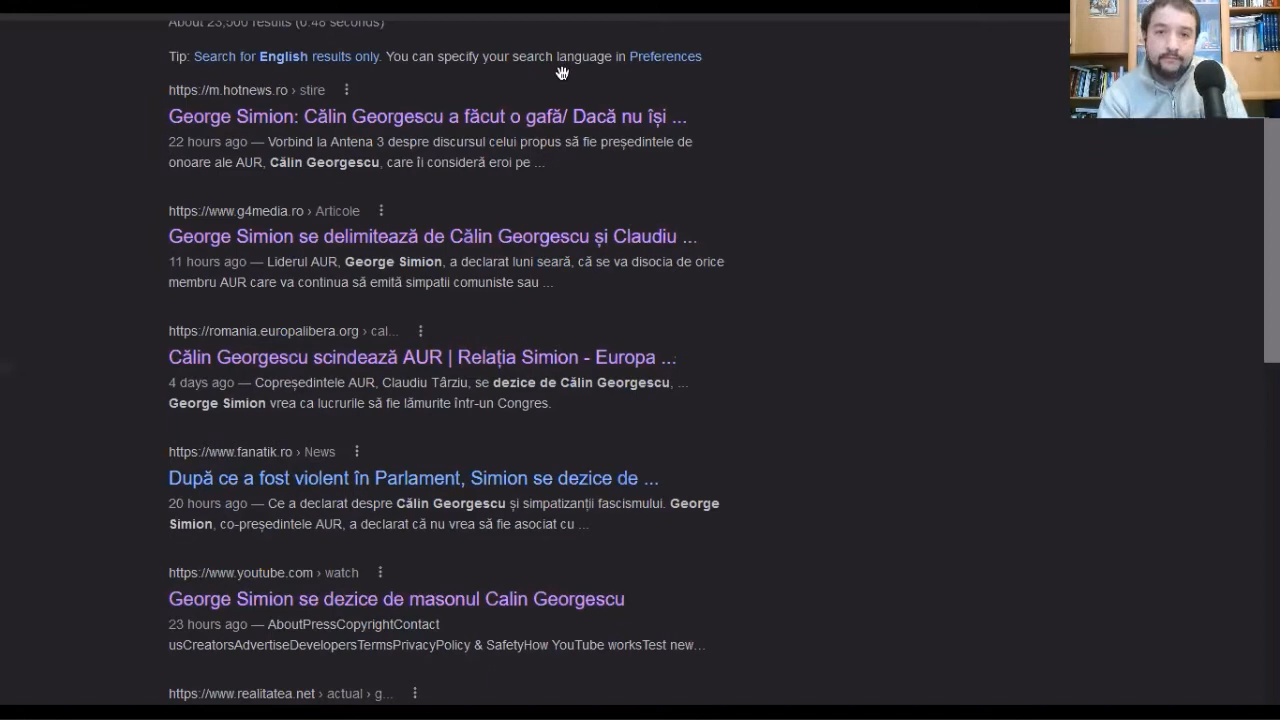 About 23,500 results (0.48 seconds)
Tip: Search for English results only. You can specify your search language in Preferences
https://m.hotnews.ro › stire
George Simion: Călin Georgescu a făcut o gafă/ Dacă nu își ...
22 hours ago — Vorbind la Antena 3 despre discursul celui propus să fie președintele de
onoare ale AUR, Călin Georgescu, care îi consideră eroi pe ...
https://www.g4media.ro › Articole
George Simion se delimitează de Călin Georgescu și Claudiu ...
11 hours ago — Liderul AUR, George Simion, a declarat luni seară, că se va disocia de orice
membru AUR care va continua să emită simpatii comuniste sau ...
https://romania.europalibera.org › cal...
Călin Georgescu scindează AUR | Relația Simion - Europa ...
4 days ago — Copreședintele AUR, Claudiu Târziu, se dezice de Călin Georgescu, ...
George Simion vrea ca lucrurile să fie lămurite într-un Congres.
https://www.fanatik.ro › News
După ce a fost violent în Parlament, Simion se dezice de ...
20 hours ago — Ce a declarat despre Călin Georgescu și simpatizanții fascismului. George
Simion, co-președintele AUR, a declarat că nu vrea să fie asociat cu ...
https://www.youtube.com › watch
George Simion se dezice de masonul Calin Georgescu
23 hours ago — AboutPressCopyrightContact
usCreatorsAdvertiseDevelopersTermsPrivacyPolicy & SafetyHow YouTube worksTest new...
https://www.realitatea.net › actual › g...